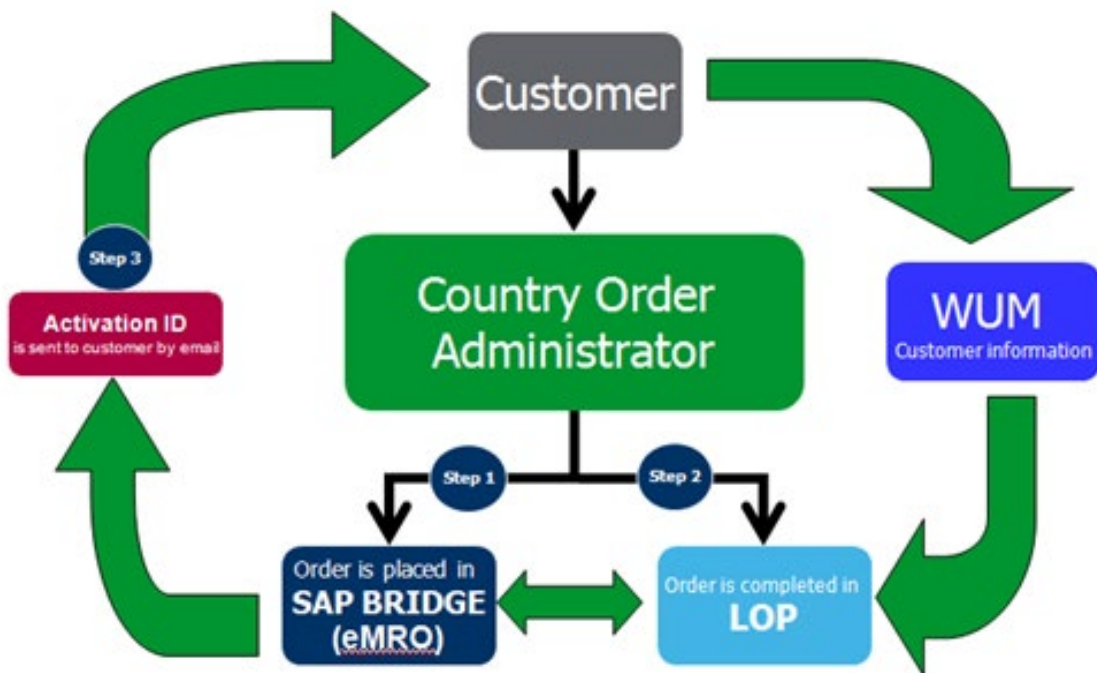 Customer
Step 3
Activation ID
is sent to customer by email
Country Order
Administrator
WUM
Customer information
Step 1
Step 2
Order is placed in
SAP BRIDGE
(eMRO)
Order is completed in
LOP